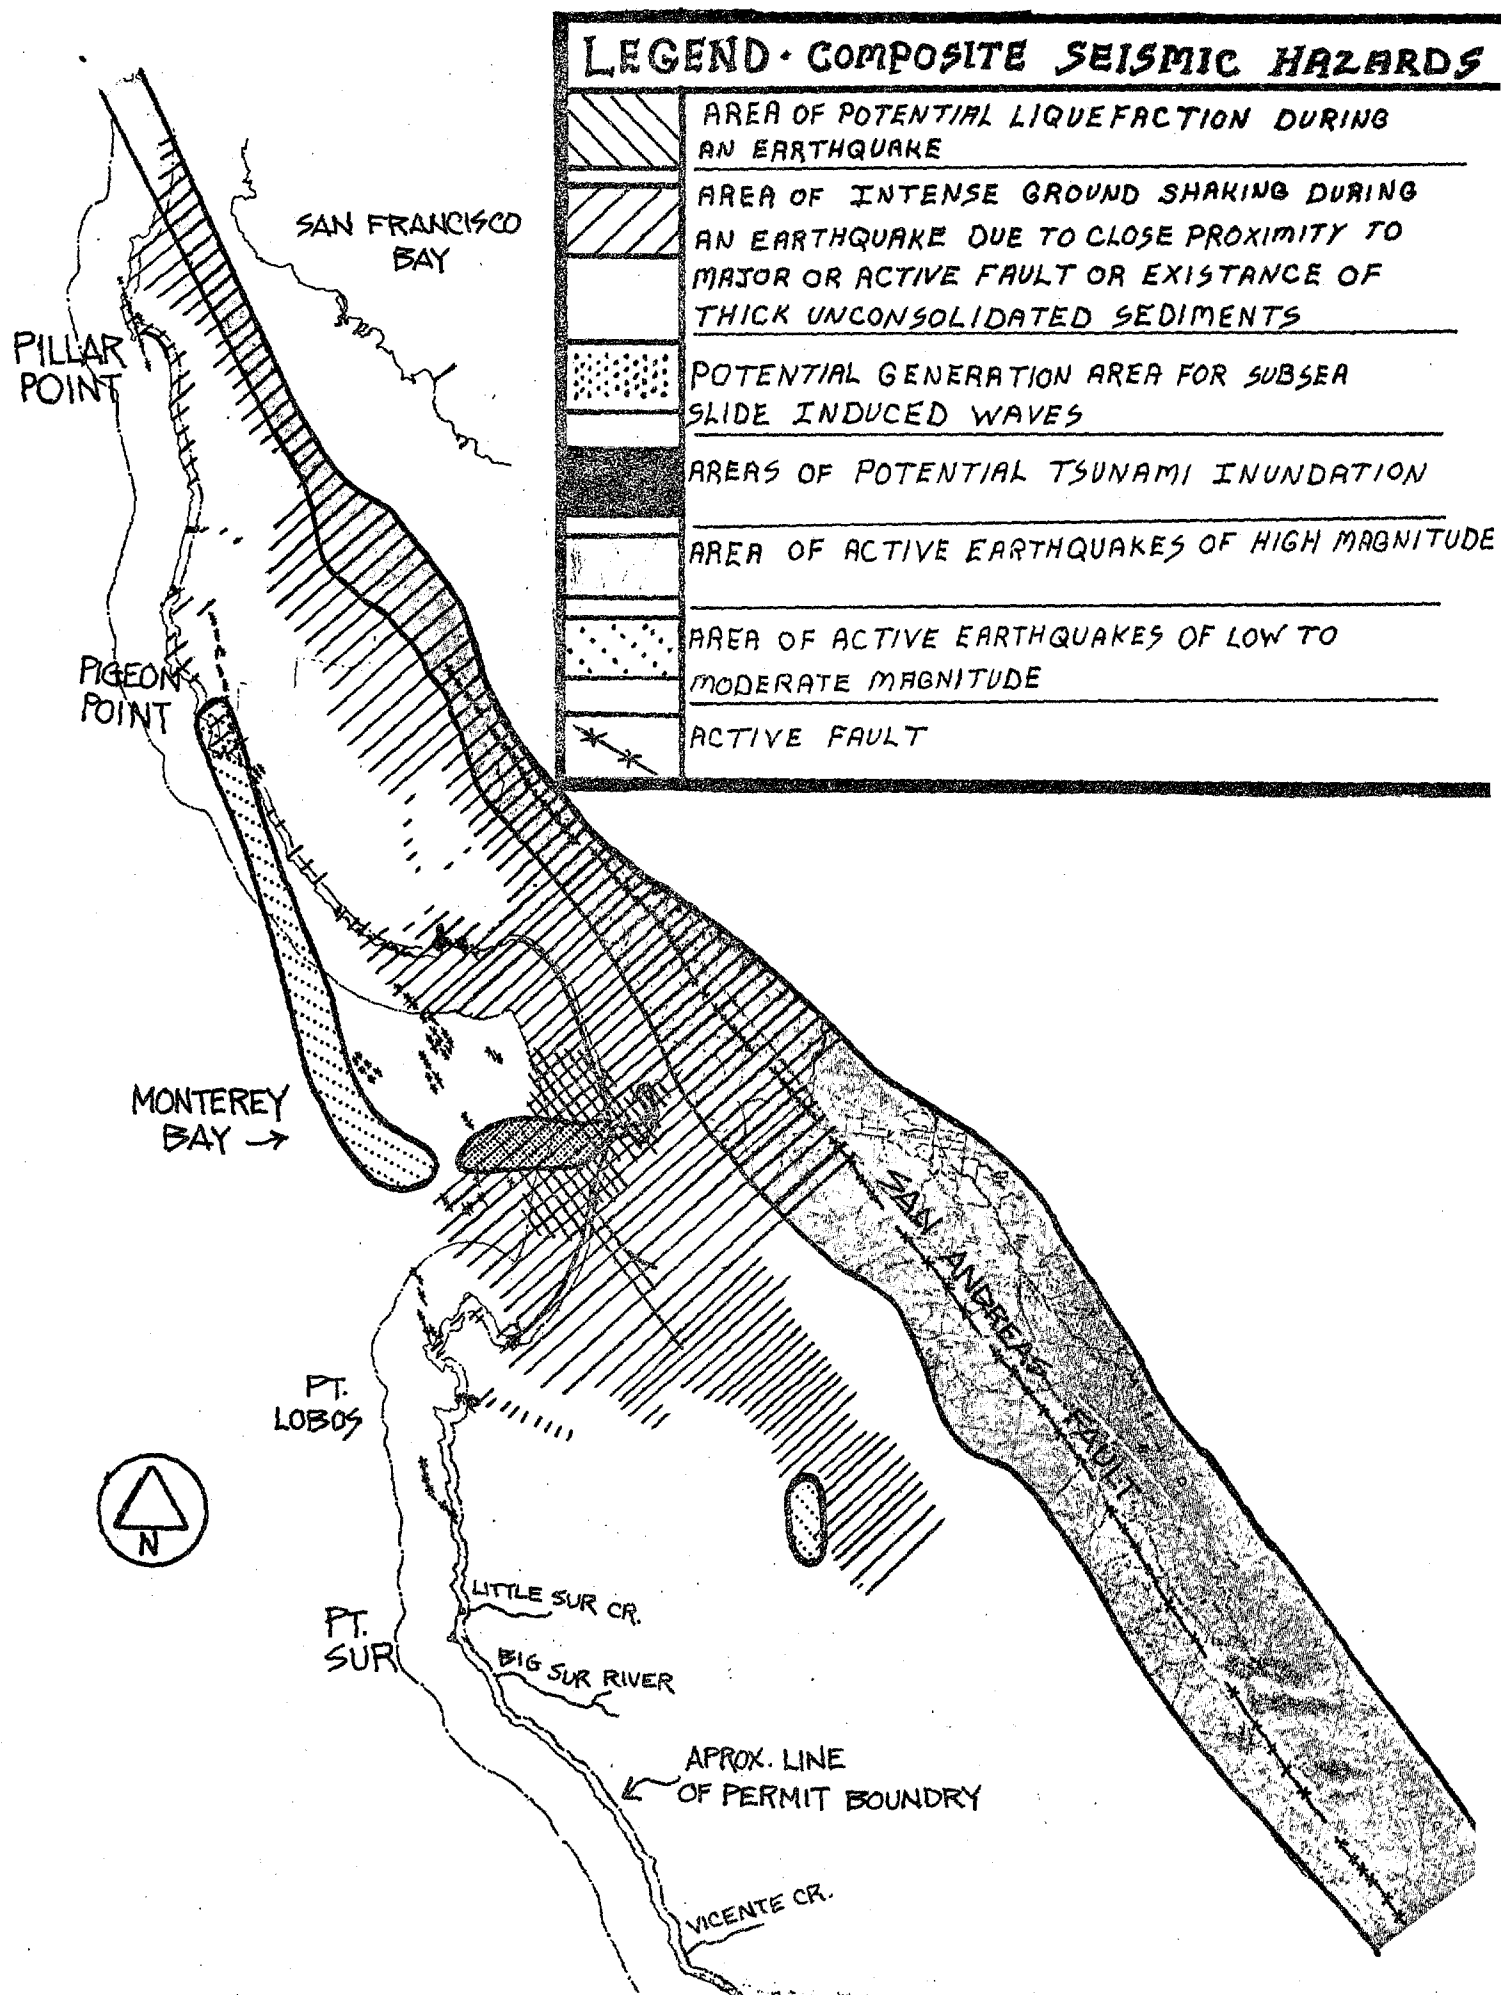 LEGEND · COMPOSITE SEISMIC HAZARDS
AREA OF POTENTIAL LIQUEFACTION DURING
AN EARTHQUAKE
AREA OF INTENSE GROUND SHAKING DURING
AN EARTHQUAKE DUE TO CLOSE PROXIMITY TO
MAJOR OR ACTIVE FAULT OR EXISTANCE OF
THICK UNCONSOLIDATED SEDIMENTS
POTENTIAL GENERATION AREA FOR SUBSEA
SLIDE INDUCED WAVES
AREAS OF POTENTIAL TSUNAMI INUNDATION
AREA OF ACTIVE EARTHQUAKES OF HIGH MAGNITUDE
AREA OF ACTIVE EARTHQUAKES OF LOW TO
MODERATE MAGNITUDE
ACTIVE FAULT
SAN FRANCISCO
BAY
PILLAR
POINT
PIGEON
POINT
MONTEREY
BAY →
SAN ANDREAS FAULT
PT.
LOBOS
N
LITTLE SUR CR.
PT.
SUR
BIG SUR RIVER
APROX. LINE
OF PERMIT BOUNDRY
VICENTE CR.